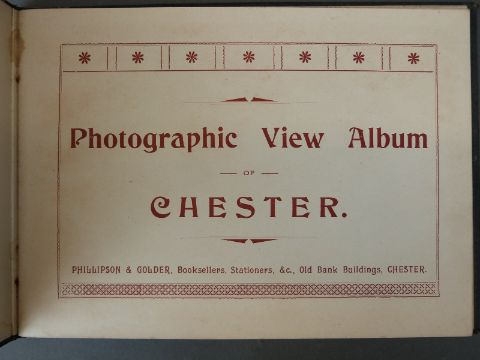 Photographic View Album
OF
CHESTER.
PHILLIPSON & GOLDER, Booksellers, Stationers, &c., Old Bank Buildings, CHESTER.